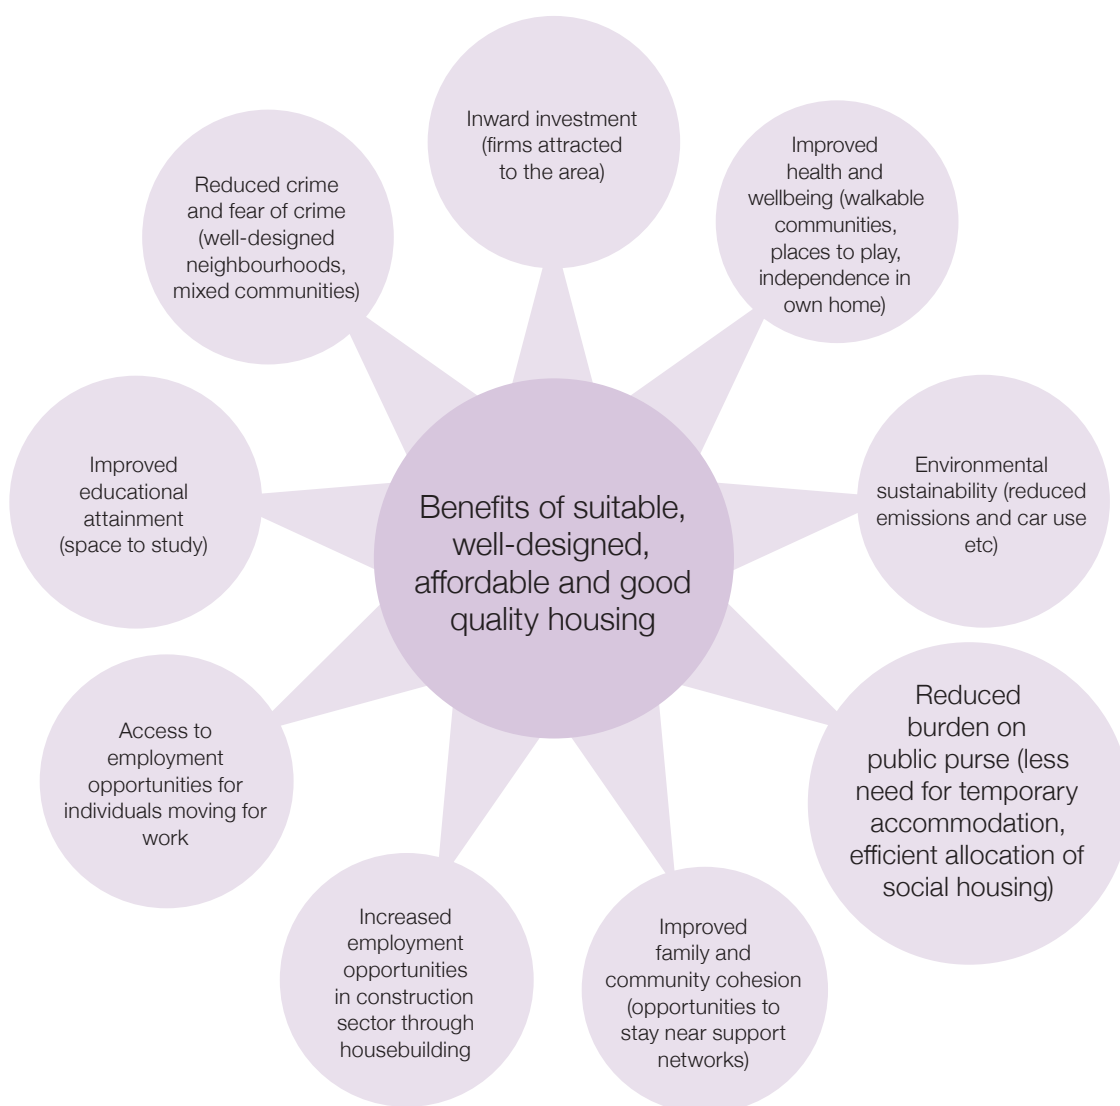 Inward investment
(firms attracted
to the area)
Improved
health and
wellbeing (walkable
communities,
places to play,
independence in
own home)
Reduced crime
and fear of crime
(well-designed
neighbourhoods,
mixed communities)
Improved
educational
attainment
(space to study)
Benefits of suitable,
well-designed,
affordable and good
quality housing
Environmental
sustainability (reduced
emissions and car use
etc)
Access to
employment
opportunities for
individuals moving for
work
Reduced
burden on
public purse (less
need for temporary
accommodation,
efficient allocation of
social housing)
Increased
employment
opportunities
in construction
sector through
housebuilding
Improved
family and
community cohesion
(opportunities to
stay near support
networks)